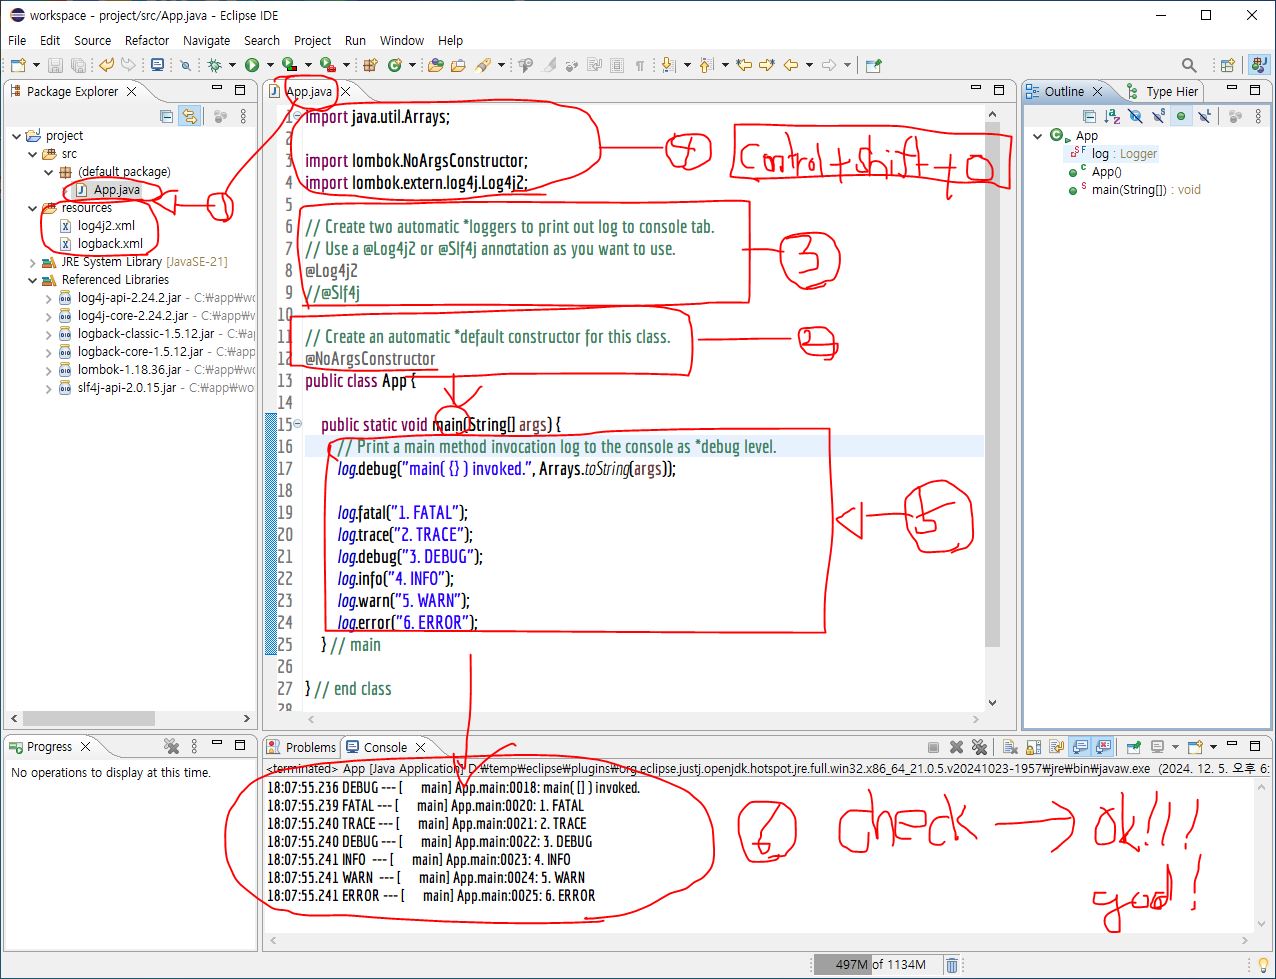 workspace - project/src/App.java - Eclipse IDE
File Edit Source Refactor Navigate Search Project Run Window Help
Package Explorer
project
src
(default package)
App.java
resources
log4j2.xml
logback.xml
JRE System Library [JavaSE-21]
Referenced Libraries
log4j-api-2.24.2.jar - C:₩app₩wo
log4j-core-2.24.2.jar - C:₩app₩w
logback-classic-1.5.12.jar - C:₩ap
logback-core-1.5.12.jar - C:₩app₩
lombok-1.18.36.jar - C:₩app₩wor
slf4j-api-2.0.15.jar - C:₩app₩wo
1
App.java
1 import java.util.Arrays;
2
3 import lombok.NoArgsConstructor;
4 import lombok.extern.log4j.Log4j2;
5
6 // Create two automatic *loggers to print out log to console tab.
7 // Use a @Log4j2 or @Slf4j annotation as you want to use.
8 @Log4j2
9 //@Slf4j
10
11 // Create an automatic *default constructor for this class.
12 @NoArgsConstructor
13 public class App {
14
15 public static void main(String[] args) {
16 // Print a main method invocation log to the console as *debug level.
17 log.debug("main( {} ) invoked.", Arrays.toString(args));
18
19 log.fatal("1. FATAL");
20 log.trace("2. TRACE");
21 log.debug("3. DEBUG");
22 log.info("4. INFO");
23 log.warn("5. WARN");
24 log.error("6. ERROR");
25 } // main
26
27 } // end class
28
4 Control+shift+O
3
2
5
Outline Type Hier
App
log : Logger
App()
main(String[]) : void
Progress
No operations to display at this time.
Problems Console
<terminated> App [Java Application] ₩temp₩eclipse₩plugins₩org.eclipse.justj.openjdk.hotspot.jre.full.win32.x86_64_21.0.5.v20241023-1957₩jre₩bin₩javaw.exe (2024. 12. 5. 오후 6:
18:07:55.236 DEBUG --- [ main] App.main:0018: main( [] ) invoked.
18:07:55.239 FATAL --- [ main] App.main:0020: 1. FATAL
18:07:55.240 TRACE --- [ main] App.main:0021: 2. TRACE
18:07:55.240 DEBUG --- [ main] App.main:0022: 3. DEBUG
18:07:55.241 INFO --- [ main] App.main:0023: 4. INFO
18:07:55.241 WARN --- [ main] App.main:0024: 5. WARN
18:07:55.241 ERROR --- [ main] App.main:0025: 6. ERROR
6 check → ok!!!
good!
497M of 1134M